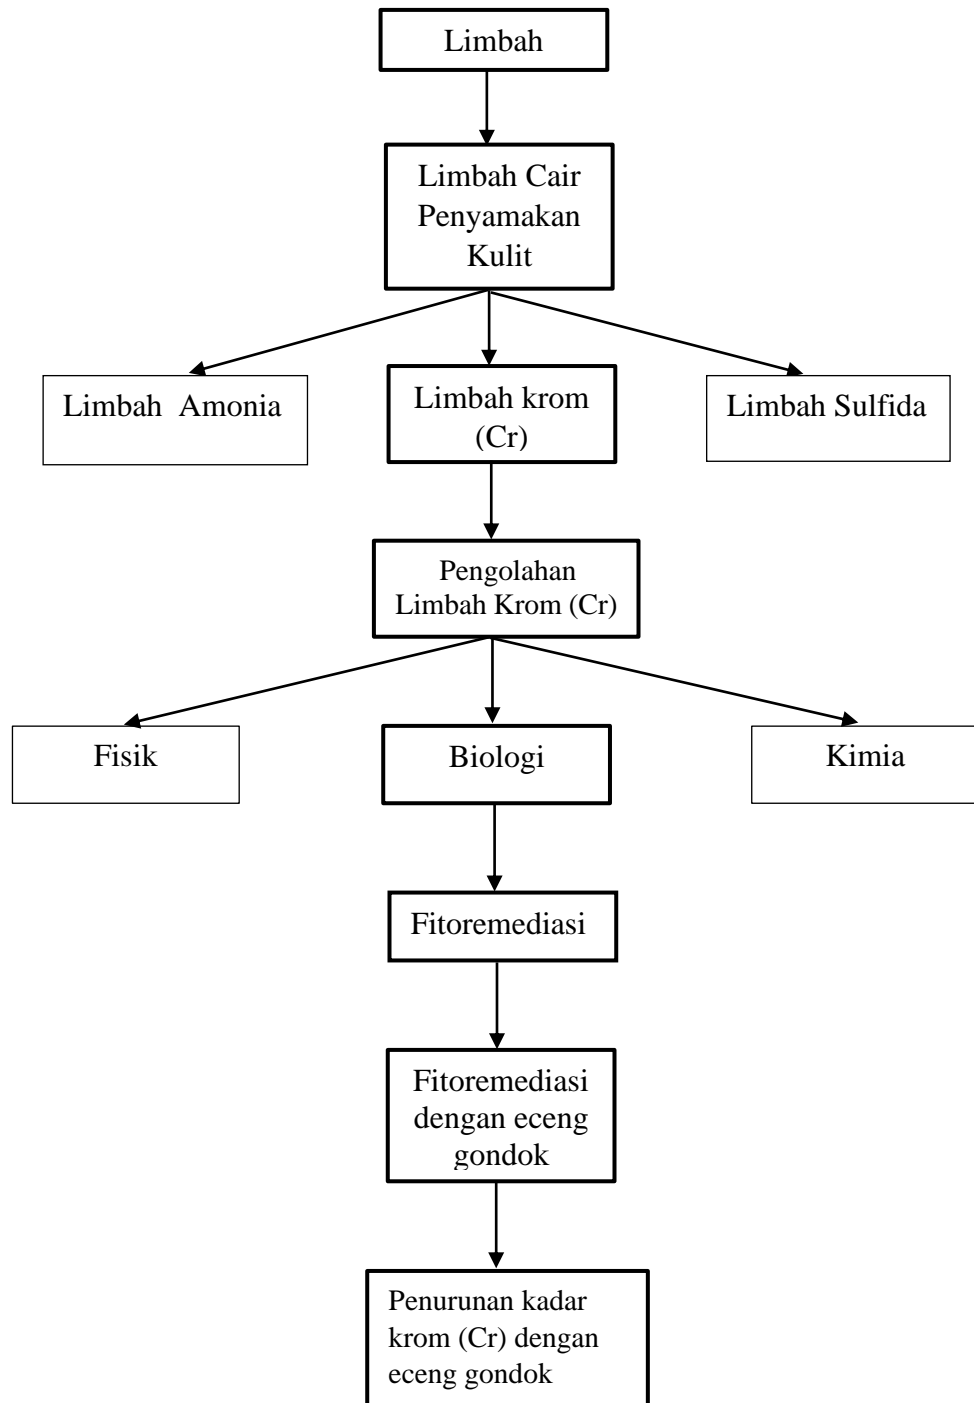 Limbah
Limbah Cair
Penyamakan
Kulit
Limbah  Amonia
Limbah krom
(Cr)
Limbah Sulfida
Pengolahan
Limbah Krom (Cr)
Fisik
Biologi
Kimia
Fitoremediasi
Fitoremediasi
dengan eceng
gondok
Penurunan kadar
krom (Cr) dengan
eceng gondok